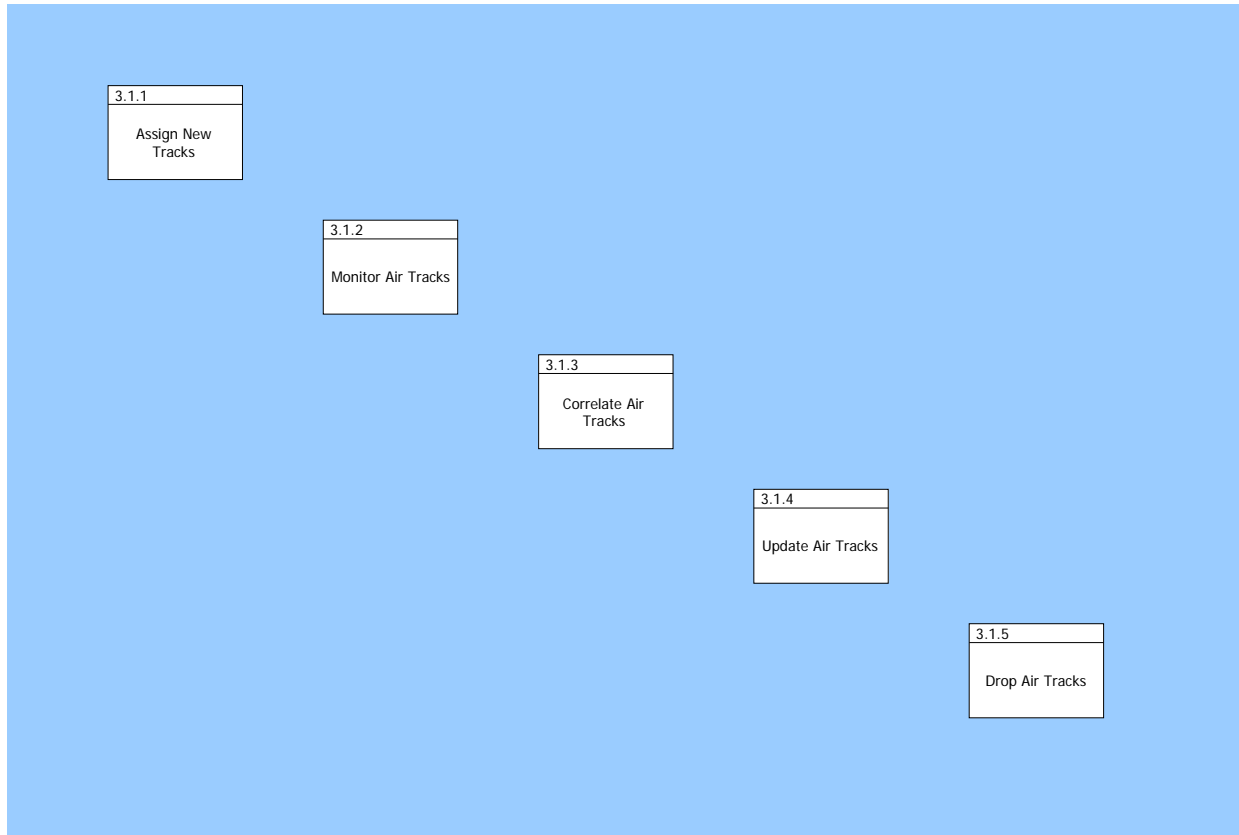 3.1.1
Assign New
Tracks
3.1.2
Monitor Air Tracks
3.1.3
Correlate Air
Tracks
3.1.4
Update Air Tracks
3.1.5
Drop Air Tracks